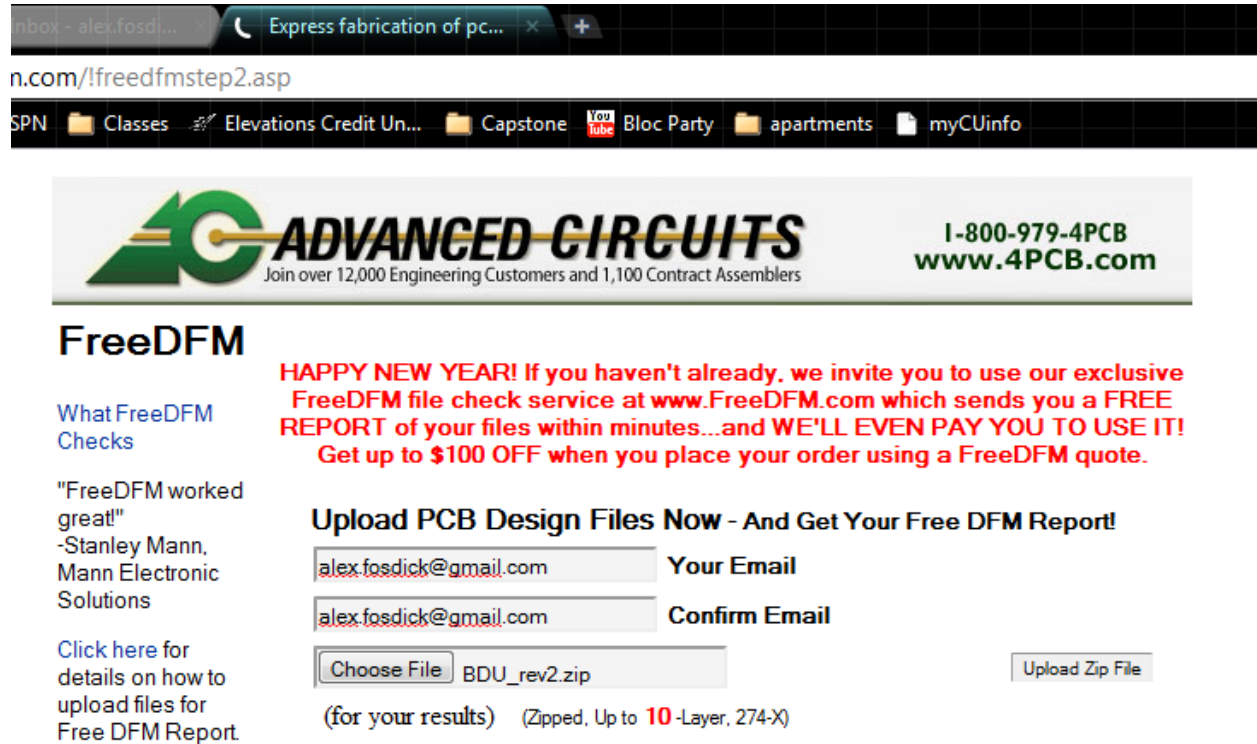 Inbox - alex.fosdi... Express fabrication of pc...
m.com/!freedfmstep2.asp
SPN Classes Elevations Credit Un... Capstone You Tube Bloc Party apartments myCUinfo
4C ADVANCED CIRCUITS
Join over 12,000 Engineering Customers and 1,100 Contract Assemblers
1-800-979-4PCB
www.4PCB.com
FreeDFM
What FreeDFM
Checks
"FreeDFM worked
great!"
-Stanley Mann,
Mann Electronic
Solutions
Click here for
details on how to
upload files for
Free DFM Report.
HAPPY NEW YEAR! If you haven't already, we invite you to use our exclusive
FreeDFM file check service at www.FreeDFM.com which sends you a FREE
REPORT of your files within minutes...and WE'LL EVEN PAY YOU TO USE IT!
Get up to $100 OFF when you place your order using a FreeDFM quote.
Upload PCB Design Files Now - And Get Your Free DFM Report!
alex.fosdick@gmail.com Your Email
alex.fosdick@gmail.com Confirm Email
Choose File BDU_rev2.zip Upload Zip File
(for your results) (Zipped, Up to 10 -Layer, 274-X)